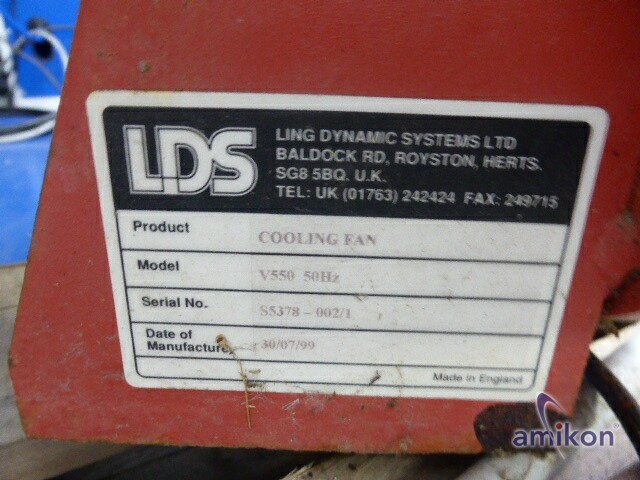 LDS
LING DYNAMIC SYSTEMS LTD
BALDOCK RD, ROYSTON, HERTS.
SG8 5BQ. U.K.
TEL: UK (01763) 242424 FAX: 249715
Product COOLING FAN
Model V550 50Hz
Serial No. S5378 - 002/1
Date of
Manufacture 30/07/99
Made in England
amikon